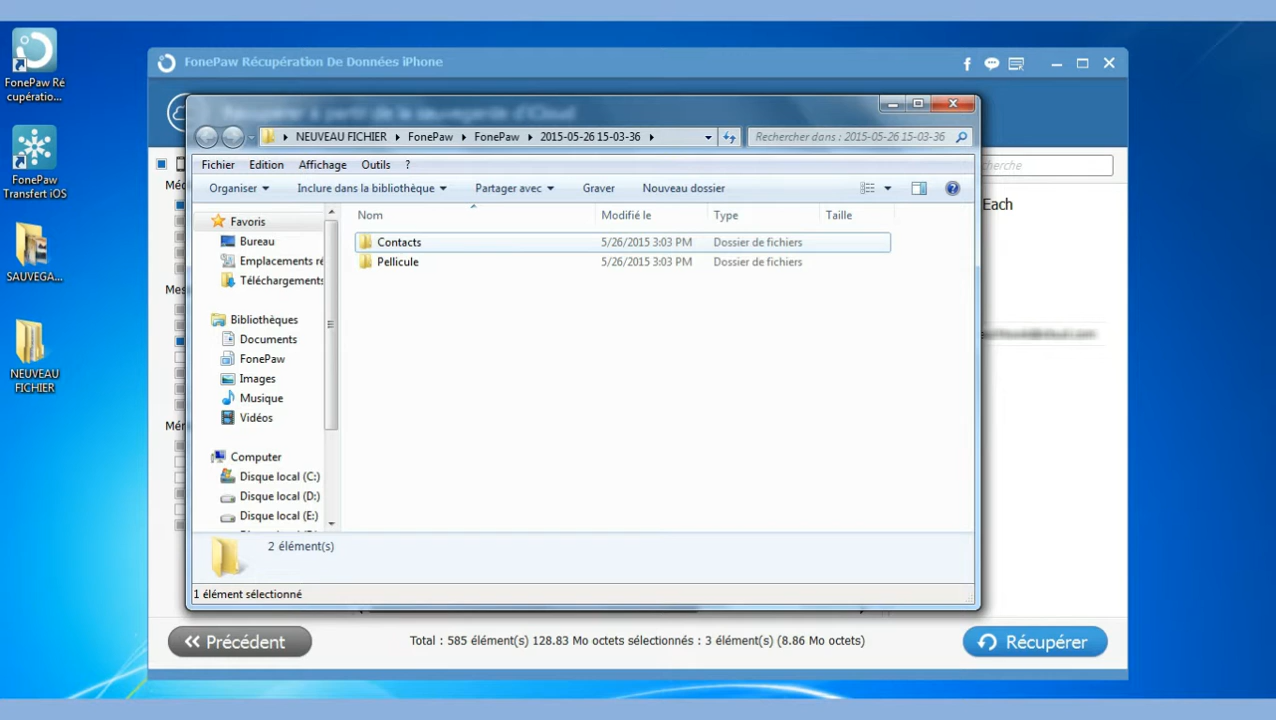 FonePaw Ré
cupératio...
FonePaw
Transfert iOS
SAUVEGA...
NEUVEAU
FICHIER
FonePaw Récupération De Données iPhone
Récupérer à partir de la sauvegarde d'iCloud
NEUVEAU FICHIER
FonePaw
FonePaw
2015-05-26 15-03-36
Rechercher dans : 2015-05-26 15-03-36
cherche
Fichier
Edition
Affichage
Outils
?
Organiser
Inclure dans la bibliothèque
Partager avec
Graver
Nouveau dossier
Méd
Mes
Mém
Each
Favoris
Bureau
Emplacements ré
Téléchargements
Bibliothèques
Documents
FonePaw
Images
Musique
Vidéos
Computer
Disque local (C:)
Disque local (D:)
Disque local (E:)
Nom
Modifié le
Type
Taille
Contacts
5/26/2015 3:03 PM
Dossier de fichiers
Pellicule
5/26/2015 3:03 PM
Dossier de fichiers
2 élément(s)
1 élément sélectionné
Précédent
Total : 585 élément(s) 128.83 Mo octets sélectionnés : 3 élément(s) (8.86 Mo octets)
Récupérer